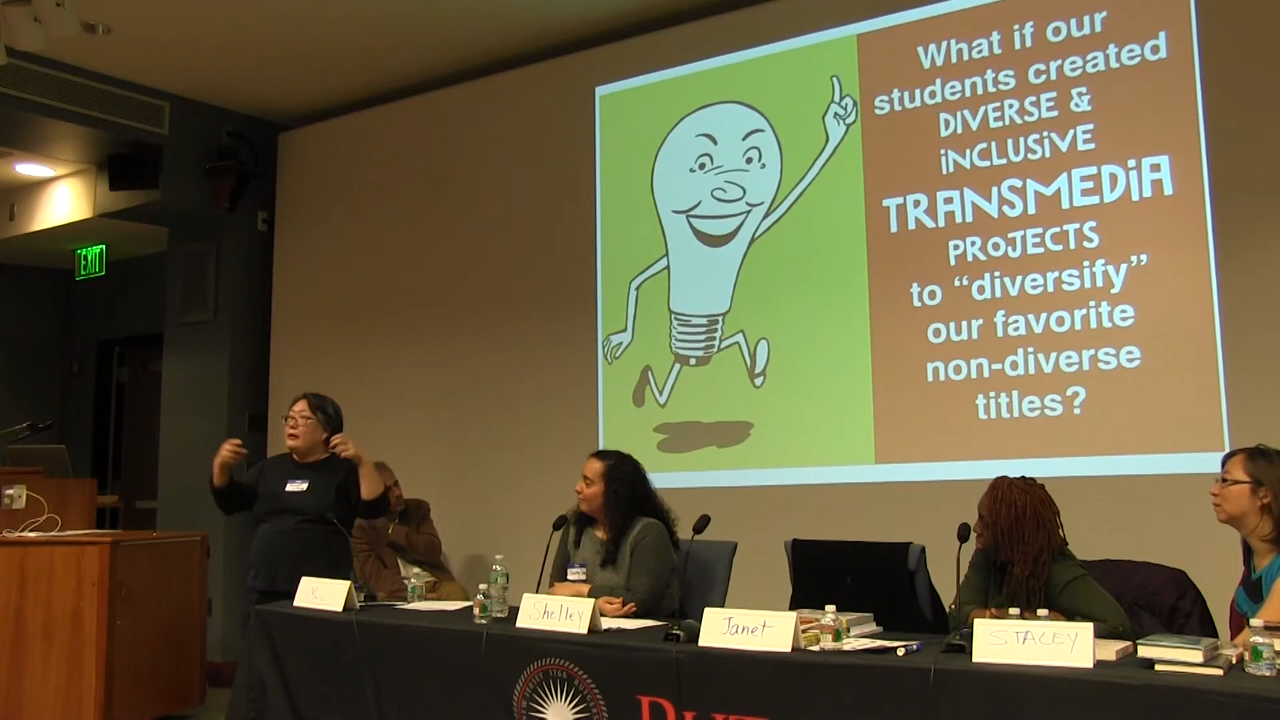 What if our
students created
DIVERSE &
iNCLUSiVE
TRANSMEDiA
PROJECTS
to “diversify”
our favorite
non-diverse
titles?
EXIT
Shelley
Janet
STACEY
1766